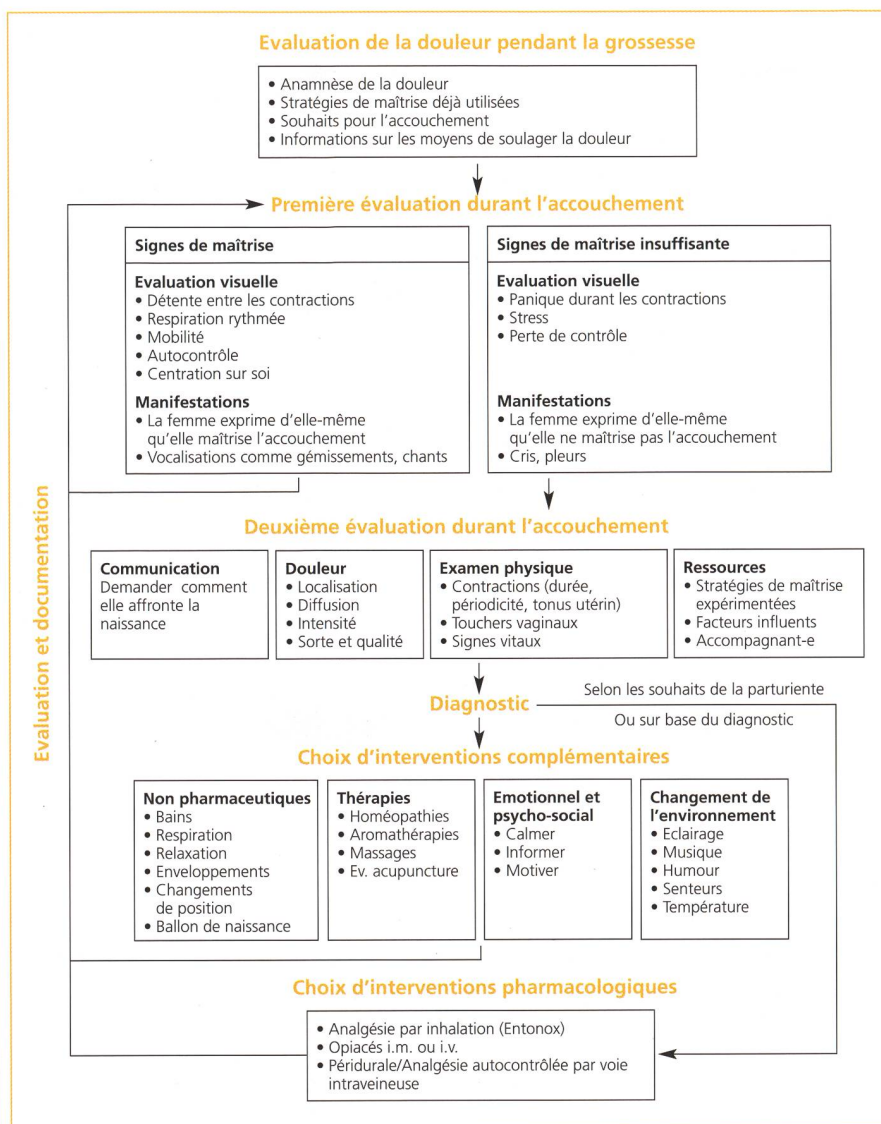 Evaluation de la douleur pendant la grossesse
• Anamnèse de la douleur
• Stratégies de maîtrise déjà utilisées
• Souhaits pour l'accouchement
• Informations sur les moyens de soulager la douleur
Première évaluation durant l'accouchement
Signes de maîtrise
Evaluation visuelle
• Détente entre les contractions
• Respiration rythmée
• Mobilité
• Autocontrôle
• Centration sur soi
Manifestations
• La femme exprime d'elle-même
qu'elle maîtrise l'accouchement
• Vocalisations comme gémissements, chants
Signes de maîtrise insuffisante
Evaluation visuelle
• Panique durant les contractions
• Stress
• Perte de contrôle
Manifestations
• La femme exprime d'elle-même
qu'elle ne maîtrise pas l'accouchement
• Cris, pleurs
Evaluation et documentation
Deuxième évaluation durant l'accouchement
Communication
Demander comment
elle affronte la
naissance
Douleur
• Localisation
• Diffusion
• Intensité
• Sorte et qualité
Examen physique
• Contractions (durée,
périodicité, tonus utérin)
• Touchers vaginaux
• Signes vitaux
Ressources
• Stratégies de maîtrise
expérimentées
• Facteurs influents
• Accompagnant-e
Diagnostic
Selon les souhaits de la parturiente
Ou sur base du diagnostic
Choix d'interventions complémentaires
Non pharmaceutiques
• Bains
• Respiration
• Relaxation
• Enveloppements
• Changements
de position
• Ballon de naissance
Thérapies
• Homéopathies
• Aromathérapies
• Massages
• Ev. acupuncture
Emotionnel et
psycho-social
• Calmer
• Informer
• Motiver
Changement de
l'environnement
• Eclairage
• Musique
• Humour
• Senteurs
• Température
Choix d'interventions pharmacologiques
• Analgésie par inhalation (Entonox)
• Opiacés i.m. ou i.v.
• Péridurale/Analgésie autocontrôlée par voie
intraveineuse